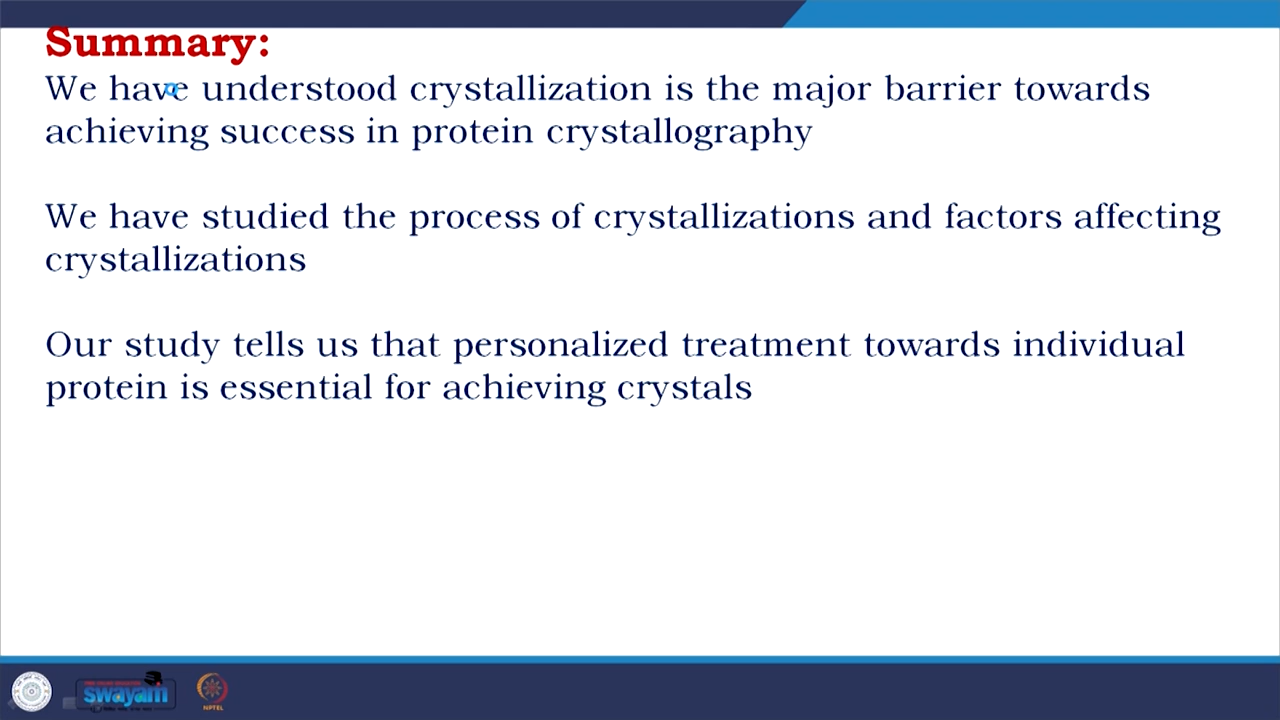 Summary:
We have understood crystallization is the major barrier towards
achieving success in protein crystallography
We have studied the process of crystallizations and factors affecting
crystallizations
Our study tells us that personalized treatment towards individual
protein is essential for achieving crystals
swayam
NPTEL